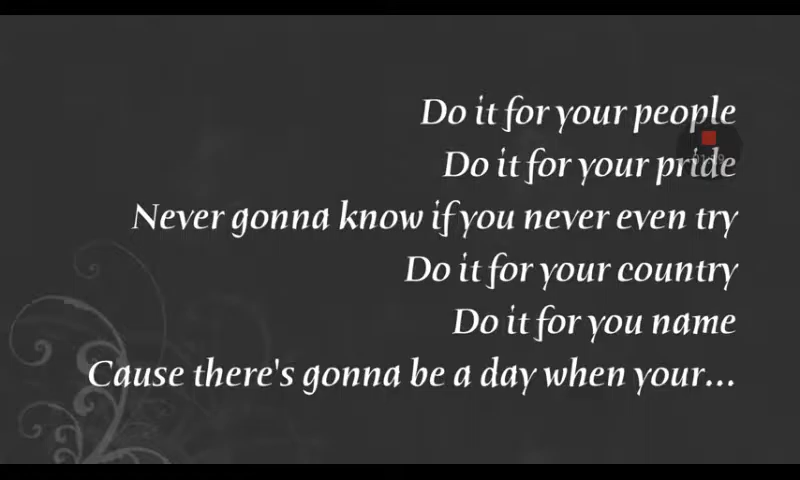 Do it for your people
Do it for your pride
Never gonna know if you never even try
Do it for your country
Do it for you name
Cause there's gonna be a day when your...